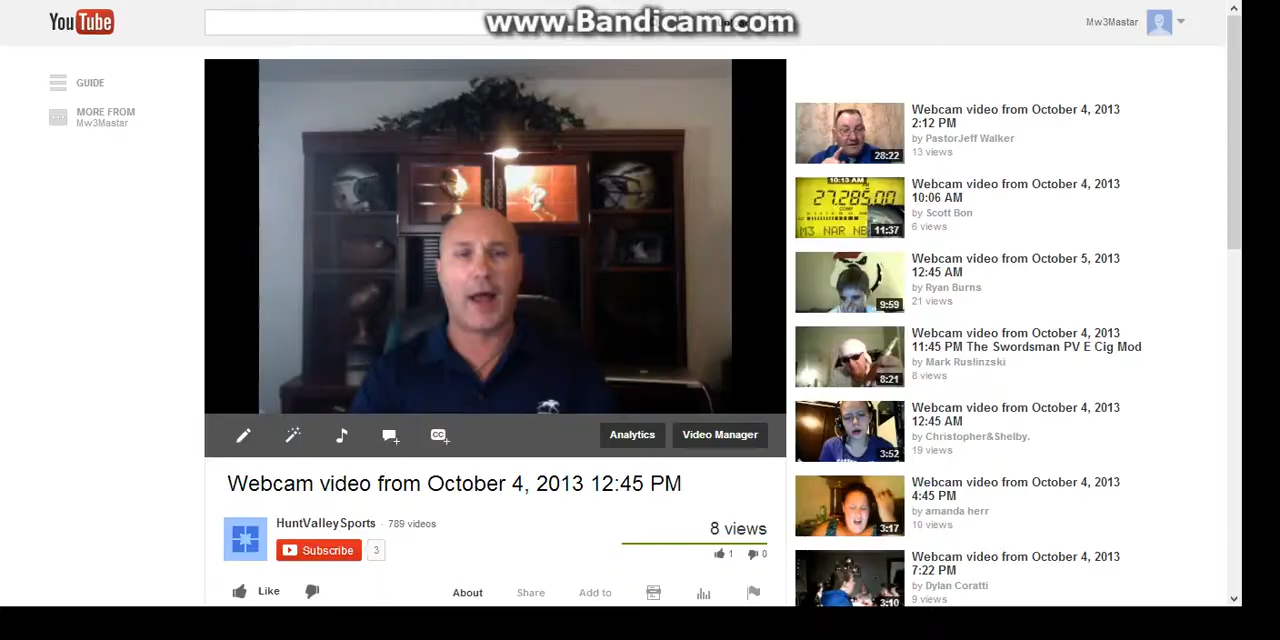 www.Bandicam.com
YouTube
Mw3Mastar
GUIDE
MORE FROM
Mw3Mastar
Webcam video from October 4, 2013
2:12 PM
by PastorJeff Walker
13 views
28:22
Webcam video from October 4, 2013
10:06 AM
by Scott Bon
6 views
10:13 AM
27.285.00
11:37
Webcam video from October 5, 2013
12:45 AM
by Ryan Burns
21 views
9:59
Webcam video from October 4, 2013
11:45 PM The Swordsman PV E Cig Mod
by Mark Ruslinzski
8 views
8:21
Webcam video from October 4, 2013
12:45 AM
by Christopher&Shelby.
19 views
3:52
Webcam video from October 4, 2013
4:45 PM
by amanda herr
10 views
3:17
Webcam video from October 4, 2013
7:22 PM
by Dylan Coratti
9 views
3:10
CC
Analytics
Video Manager
Webcam video from October 4, 2013 12:45 PM
HuntValleySports · 789 videos
Subscribe 3
8 views
1 0
Like
About
Share
Add to